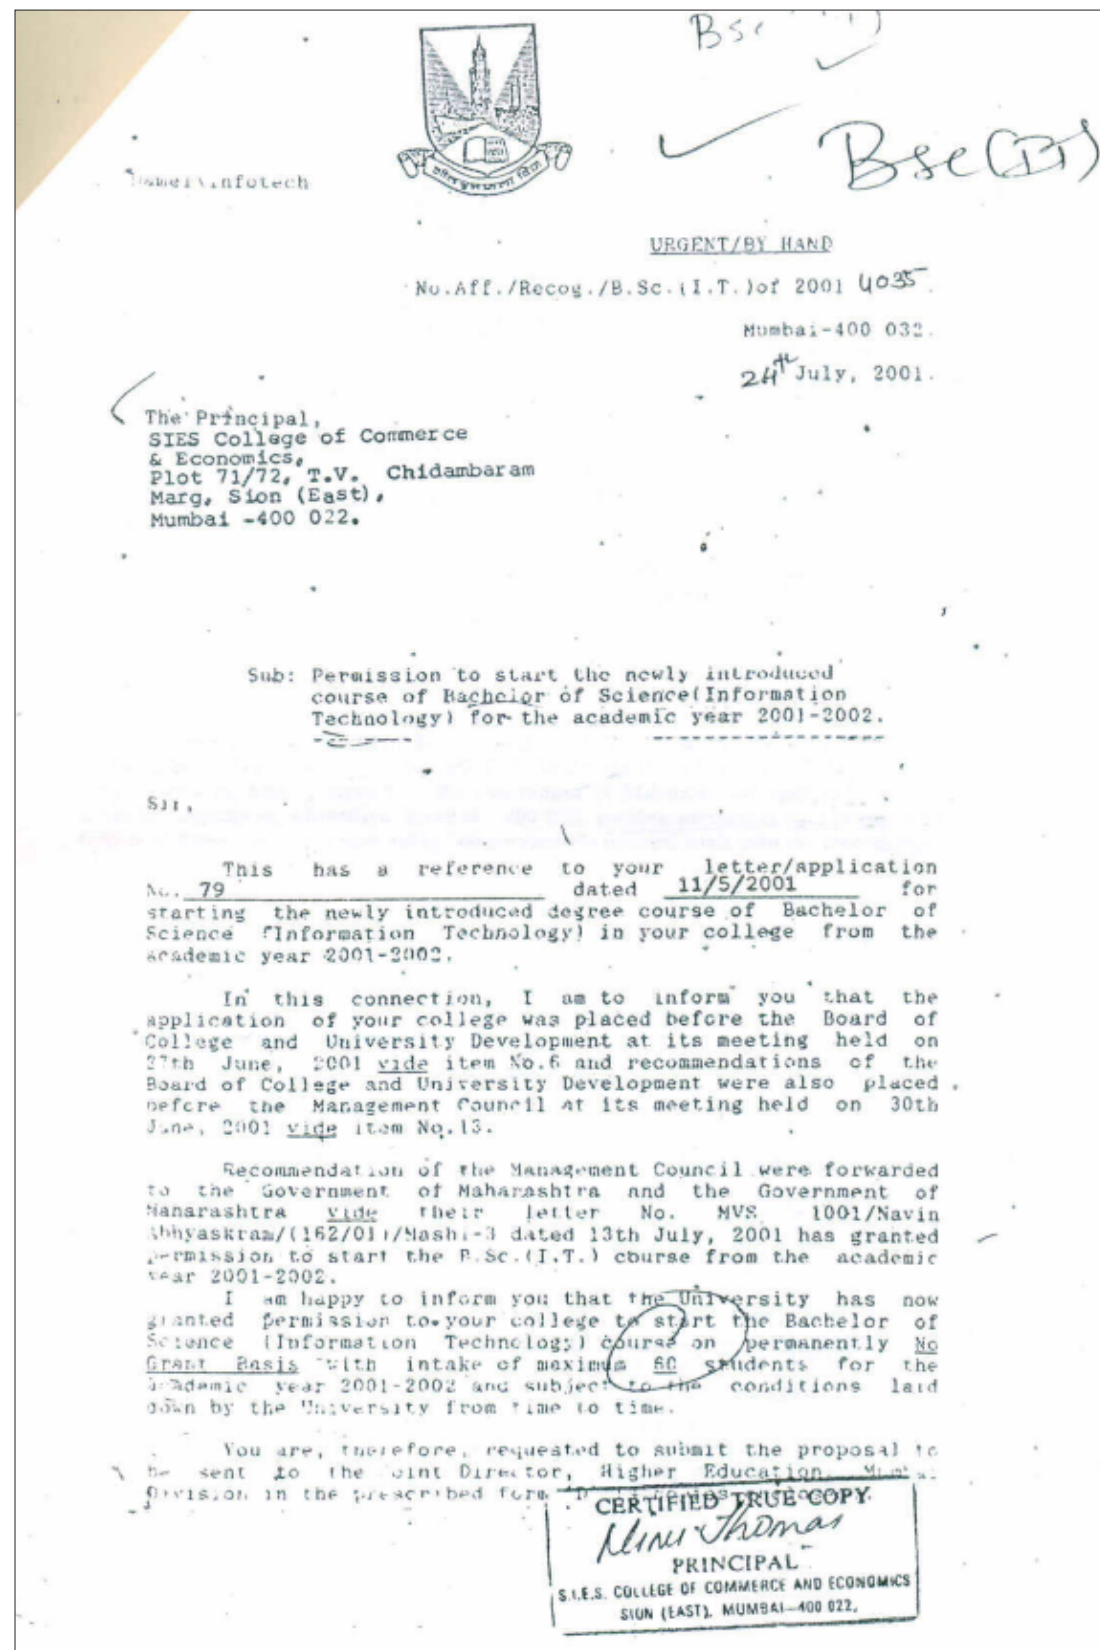 Bsc
Bsc (IT)
infotech
URGENT/BY HAND
No.Aff./Recog./B.Sc.(I.T.)of 2001 4035
Mumbai-400 032.
24th July, 2001.
The Principal,
SIES College of Commerce
& Economics,
Plot 71/72, T.V. Chidambaram
Marg, Sion (East),
Mumbai -400 022.
Sub: Permission to start the newly introduced
course of Bachelor of Science(Information
Technology) for the academic year 2001-2002.
Sir,
This has a reference to your letter/application
No. 79 dated 11/5/2001 for
starting the newly introduced degree course of Bachelor of
Science (Information Technology) in your college from the
academic year 2001-2002.
In this connection, I am to inform you that the
application of your college was placed before the Board of
College and University Development at its meeting held on
27th June, 2001 vide item No.6 and recommendations of the
Board of College and University Development were also placed
before the Management Council at its meeting held on 30th
June, 2001 vide item No.13.
Recommendation of the Management Council were forwarded
to the Government of Maharashtra and the Government of
Maharashtra vide their letter No. MVS 1001/Navin
Abhyaskram/(162/01)/Mashi-3 dated 13th July, 2001 has granted
permission to start the B.Sc.(I.T.) course from the academic
year 2001-2002.
I am happy to inform you that the University has now
granted permission to your college to start the Bachelor of
Science (Information Technology) course on permanently No
Grant Basis with intake of maximum 60 students for the
academic year 2001-2002 and subject to the conditions laid
down by the University from time to time.
You are, therefore, requested to submit the proposal to
be sent to the Joint Director, Higher Education, Mumbai
Division in the prescribed form 'D'
CERTIFIED TRUE COPY
PRINCIPAL
S.I.E.S. COLLEGE OF COMMERCE AND ECONOMICS
SION (EAST), MUMBAI-400 022.